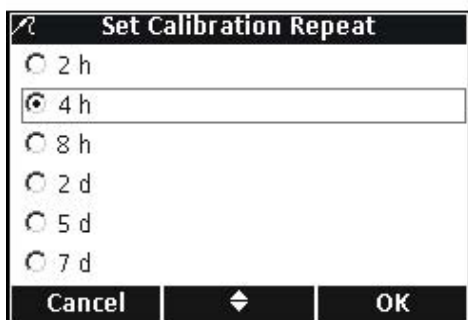 Set Calibration Repeat
2 h
4 h
8 h
2 d
5 d
7 d
Cancel OK